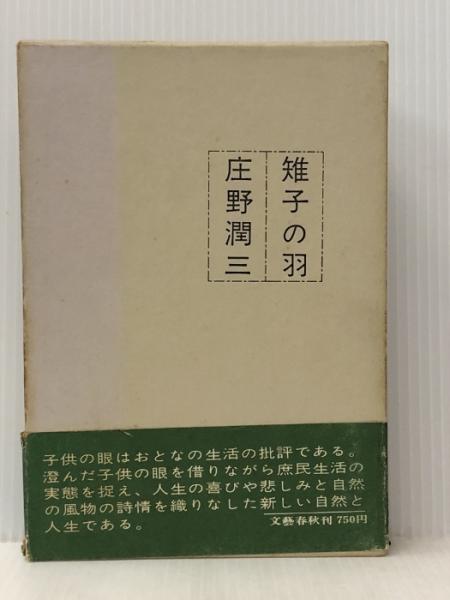 雉子の羽
庄野潤三
子供の眼はおとなの生活の批評である。
澄んだ子供の眼を借りながら庶民生活の
実態を捉え、人生の喜びや悲しみと自然
の風物の詩情を織りなした新しい自然と
人生である。
文藝春秋刊 750円